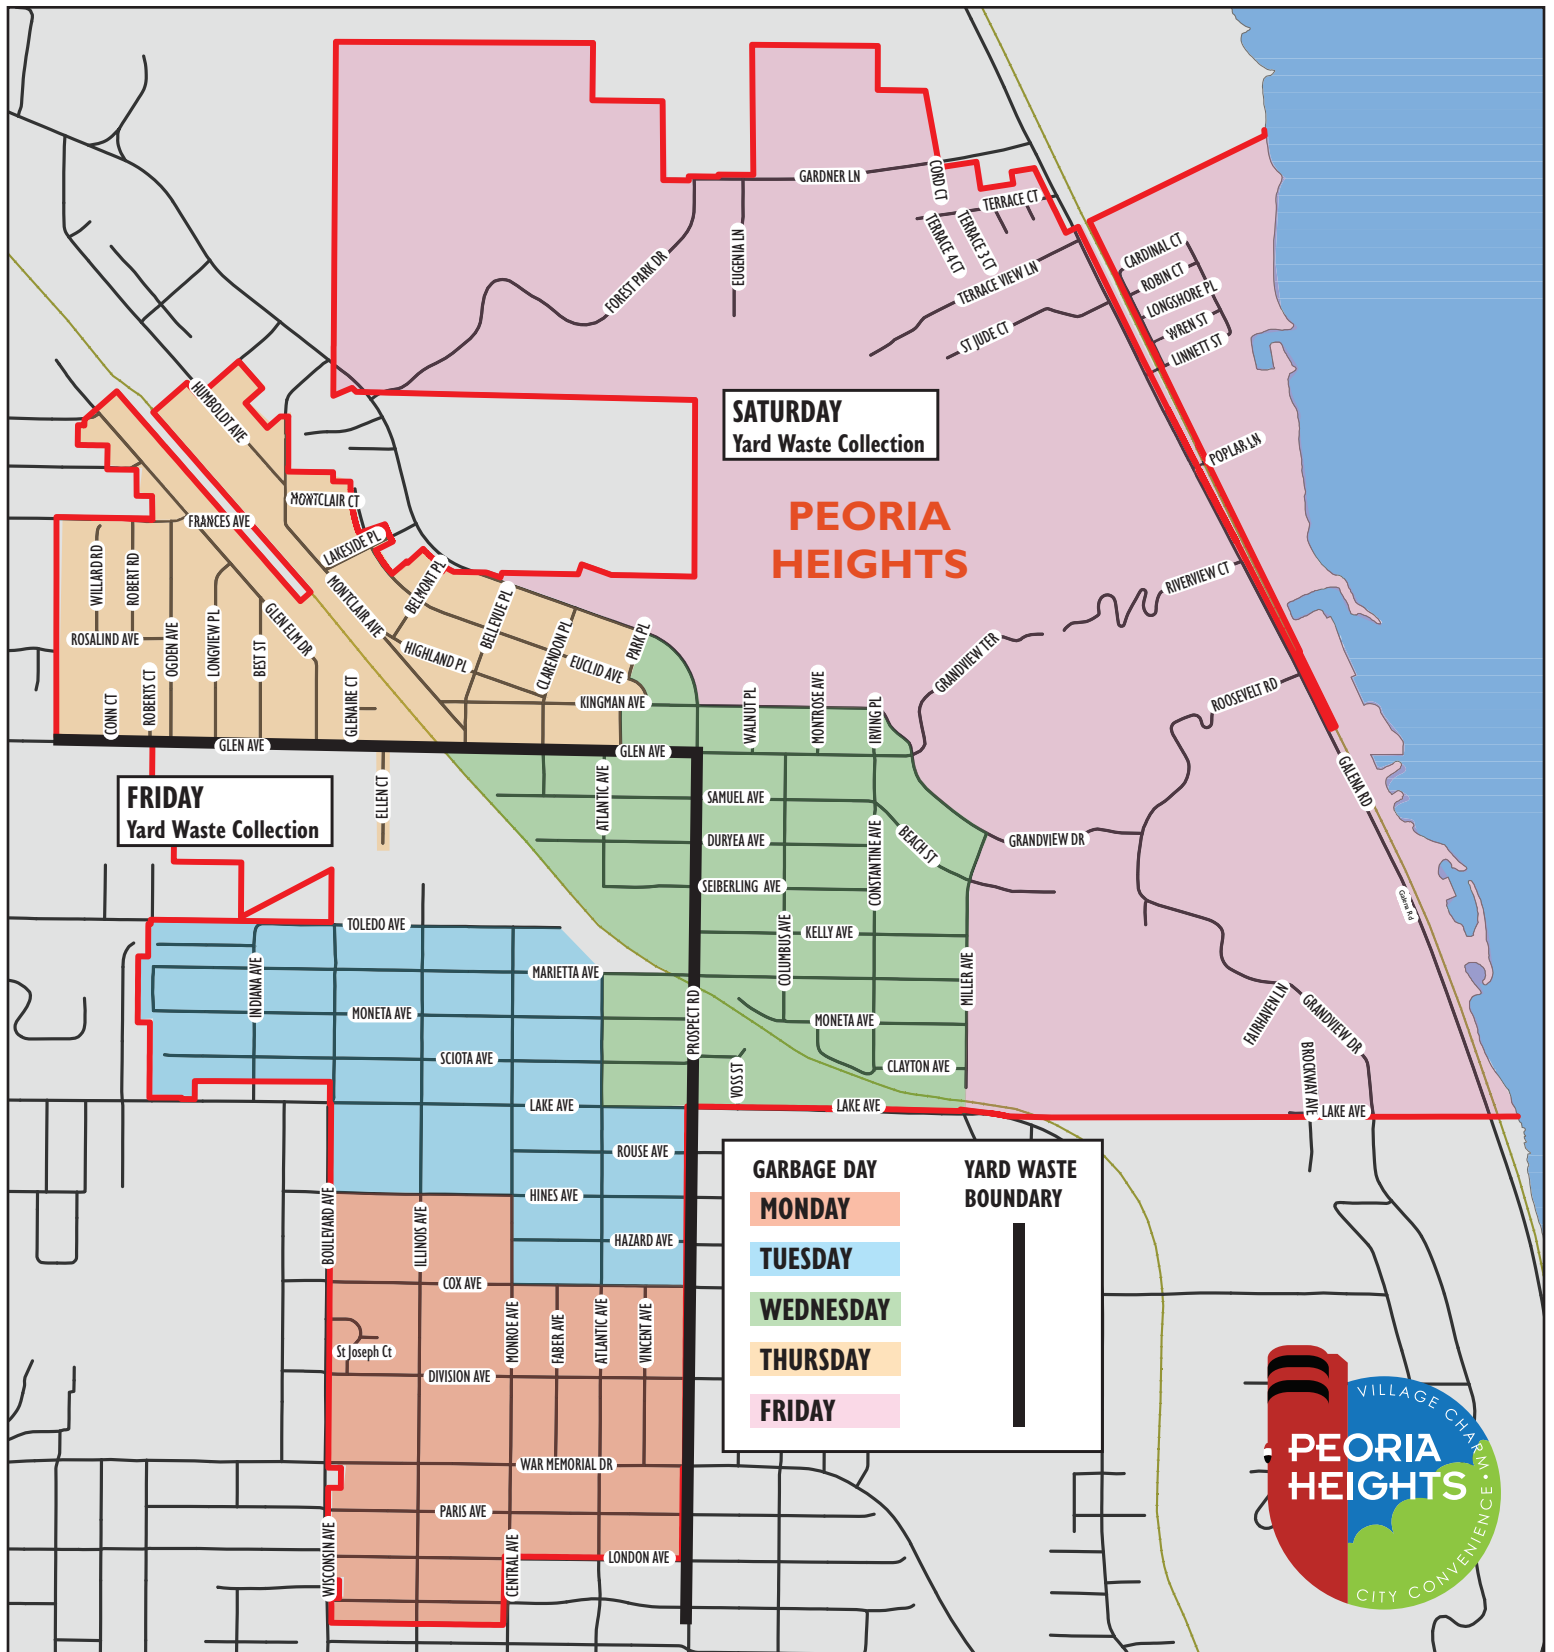 GARDNER LN
CORD CT
TERRACE CT
TERRACE 4 CT
TERRACE 3 CT
EUGENIA LN
FOREST PARK DR
TERRACE VIEW LN
ST JUDE CT
CARDINAL CT
ROBIN CT
LONGSHORE PL
WREN ST
LINNETT ST
HUMBOLDT AVE
SATURDAY
Yard Waste Collection
POPLAR LN
MONTCLAIR CT
FRANCES AVE
PEORIA
HEIGHTS
LAKESIDE PL
WILLARD RD
ROBERT RD
BELMONT PL
RIVERVIEW CT
MONTCLAIR AVE
BELLEVUE PL
LONGVIEW PL
GLEN ELM DR
ROSALIND AVE
OGDEN AVE
BEST ST
HIGHLAND PL
CLARENDON PL
EUCLID AVE
PARK PL
GRANDVIEW TER
ROOSEVELT RD
CONN CT
ROBERTS CT
GLENAIRE CT
KINGMAN AVE
WALNUT PL
MONTROSE AVE
IRVING PL
GLEN AVE
GLEN AVE
GALENA RD
FRIDAY
Yard Waste Collection
ELLEN CT
ATLANTIC AVE
SAMUEL AVE
DURYEA AVE
BEACH ST
CONSTANTINE AVE
GRANDVIEW DR
SEIBERLING AVE
Galena Rd
TOLEDO AVE
KELLY AVE
COLUMBUS AVE
MILLER AVE
INDIANA AVE
MARIETTA AVE
MONETA AVE
PROSPECT RD
MONETA AVE
FAIRHAVEN LN
GRANDVIEW DR
SCIOTA AVE
VOSS ST
CLAYTON AVE
BROCKWAY AVE
LAKE AVE
LAKE AVE
LAKE AVE
ROUSE AVE
HINES AVE
BOULEVARD AVE
ILLINOIS AVE
HAZARD AVE
COX AVE
MONROE AVE
FABER AVE
ATLANTIC AVE
VINCENT AVE
St Joseph Ct
DIVISION AVE
WAR MEMORIAL DR
PARIS AVE
WISCONSIN AVE
CENTRAL AVE
LONDON AVE
GARBAGE DAY
MONDAY
TUESDAY
WEDNESDAY
THURSDAY
FRIDAY
YARD WASTE
BOUNDARY
VILLAGE CHARM • CITY CONVENIENCE
PEORIA
HEIGHTS